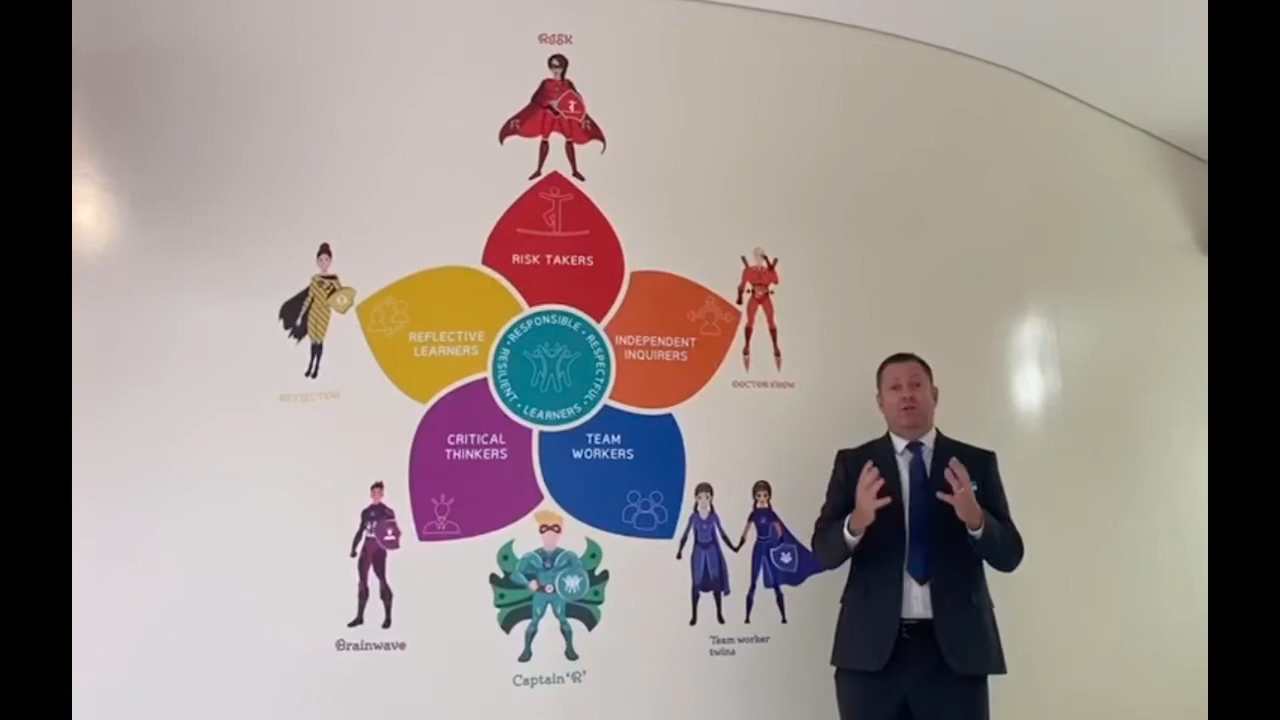 RISK
RISK TAKERS
REFLECTIVE
LEARNERS
INDEPENDENT
INQUIRERS
RESPONSIBLE • RESPECTFUL • LEARNERS • RESILIENT •
REFLECTOR
DOCTOR KNOW
CRITICAL
THINKERS
TEAM
WORKERS
Brainwave
Team worker
twins
Captain 'R'